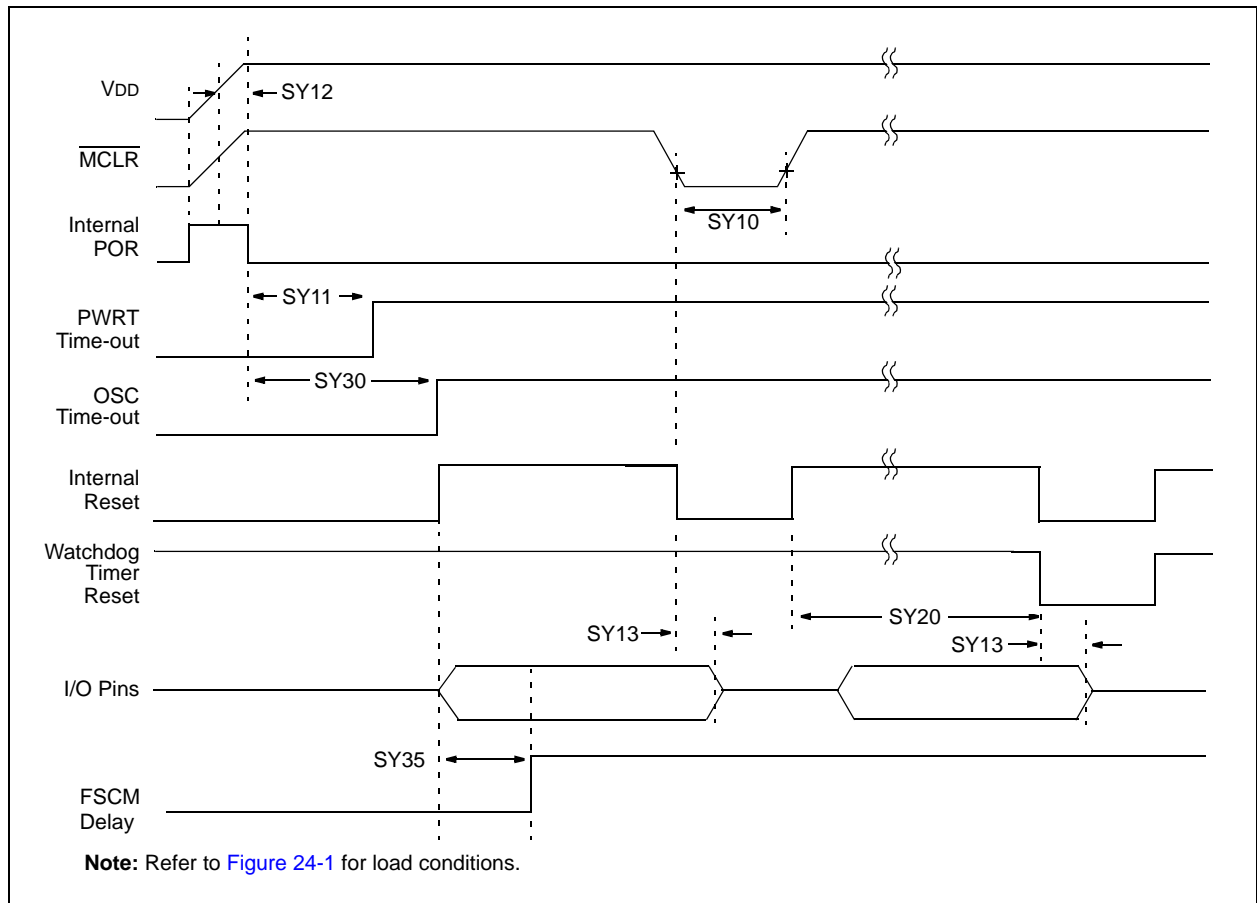 VDD
SY12
MCLR
SY10
Internal
POR
SY11
PWRT
Time-out
SY30
OSC
Time-out
Internal
Reset
Watchdog
Timer
Reset
SY20
SY13
SY13
I/O Pins
SY35
FSCM
Delay
Note: Refer to Figure 24-1 for load conditions.